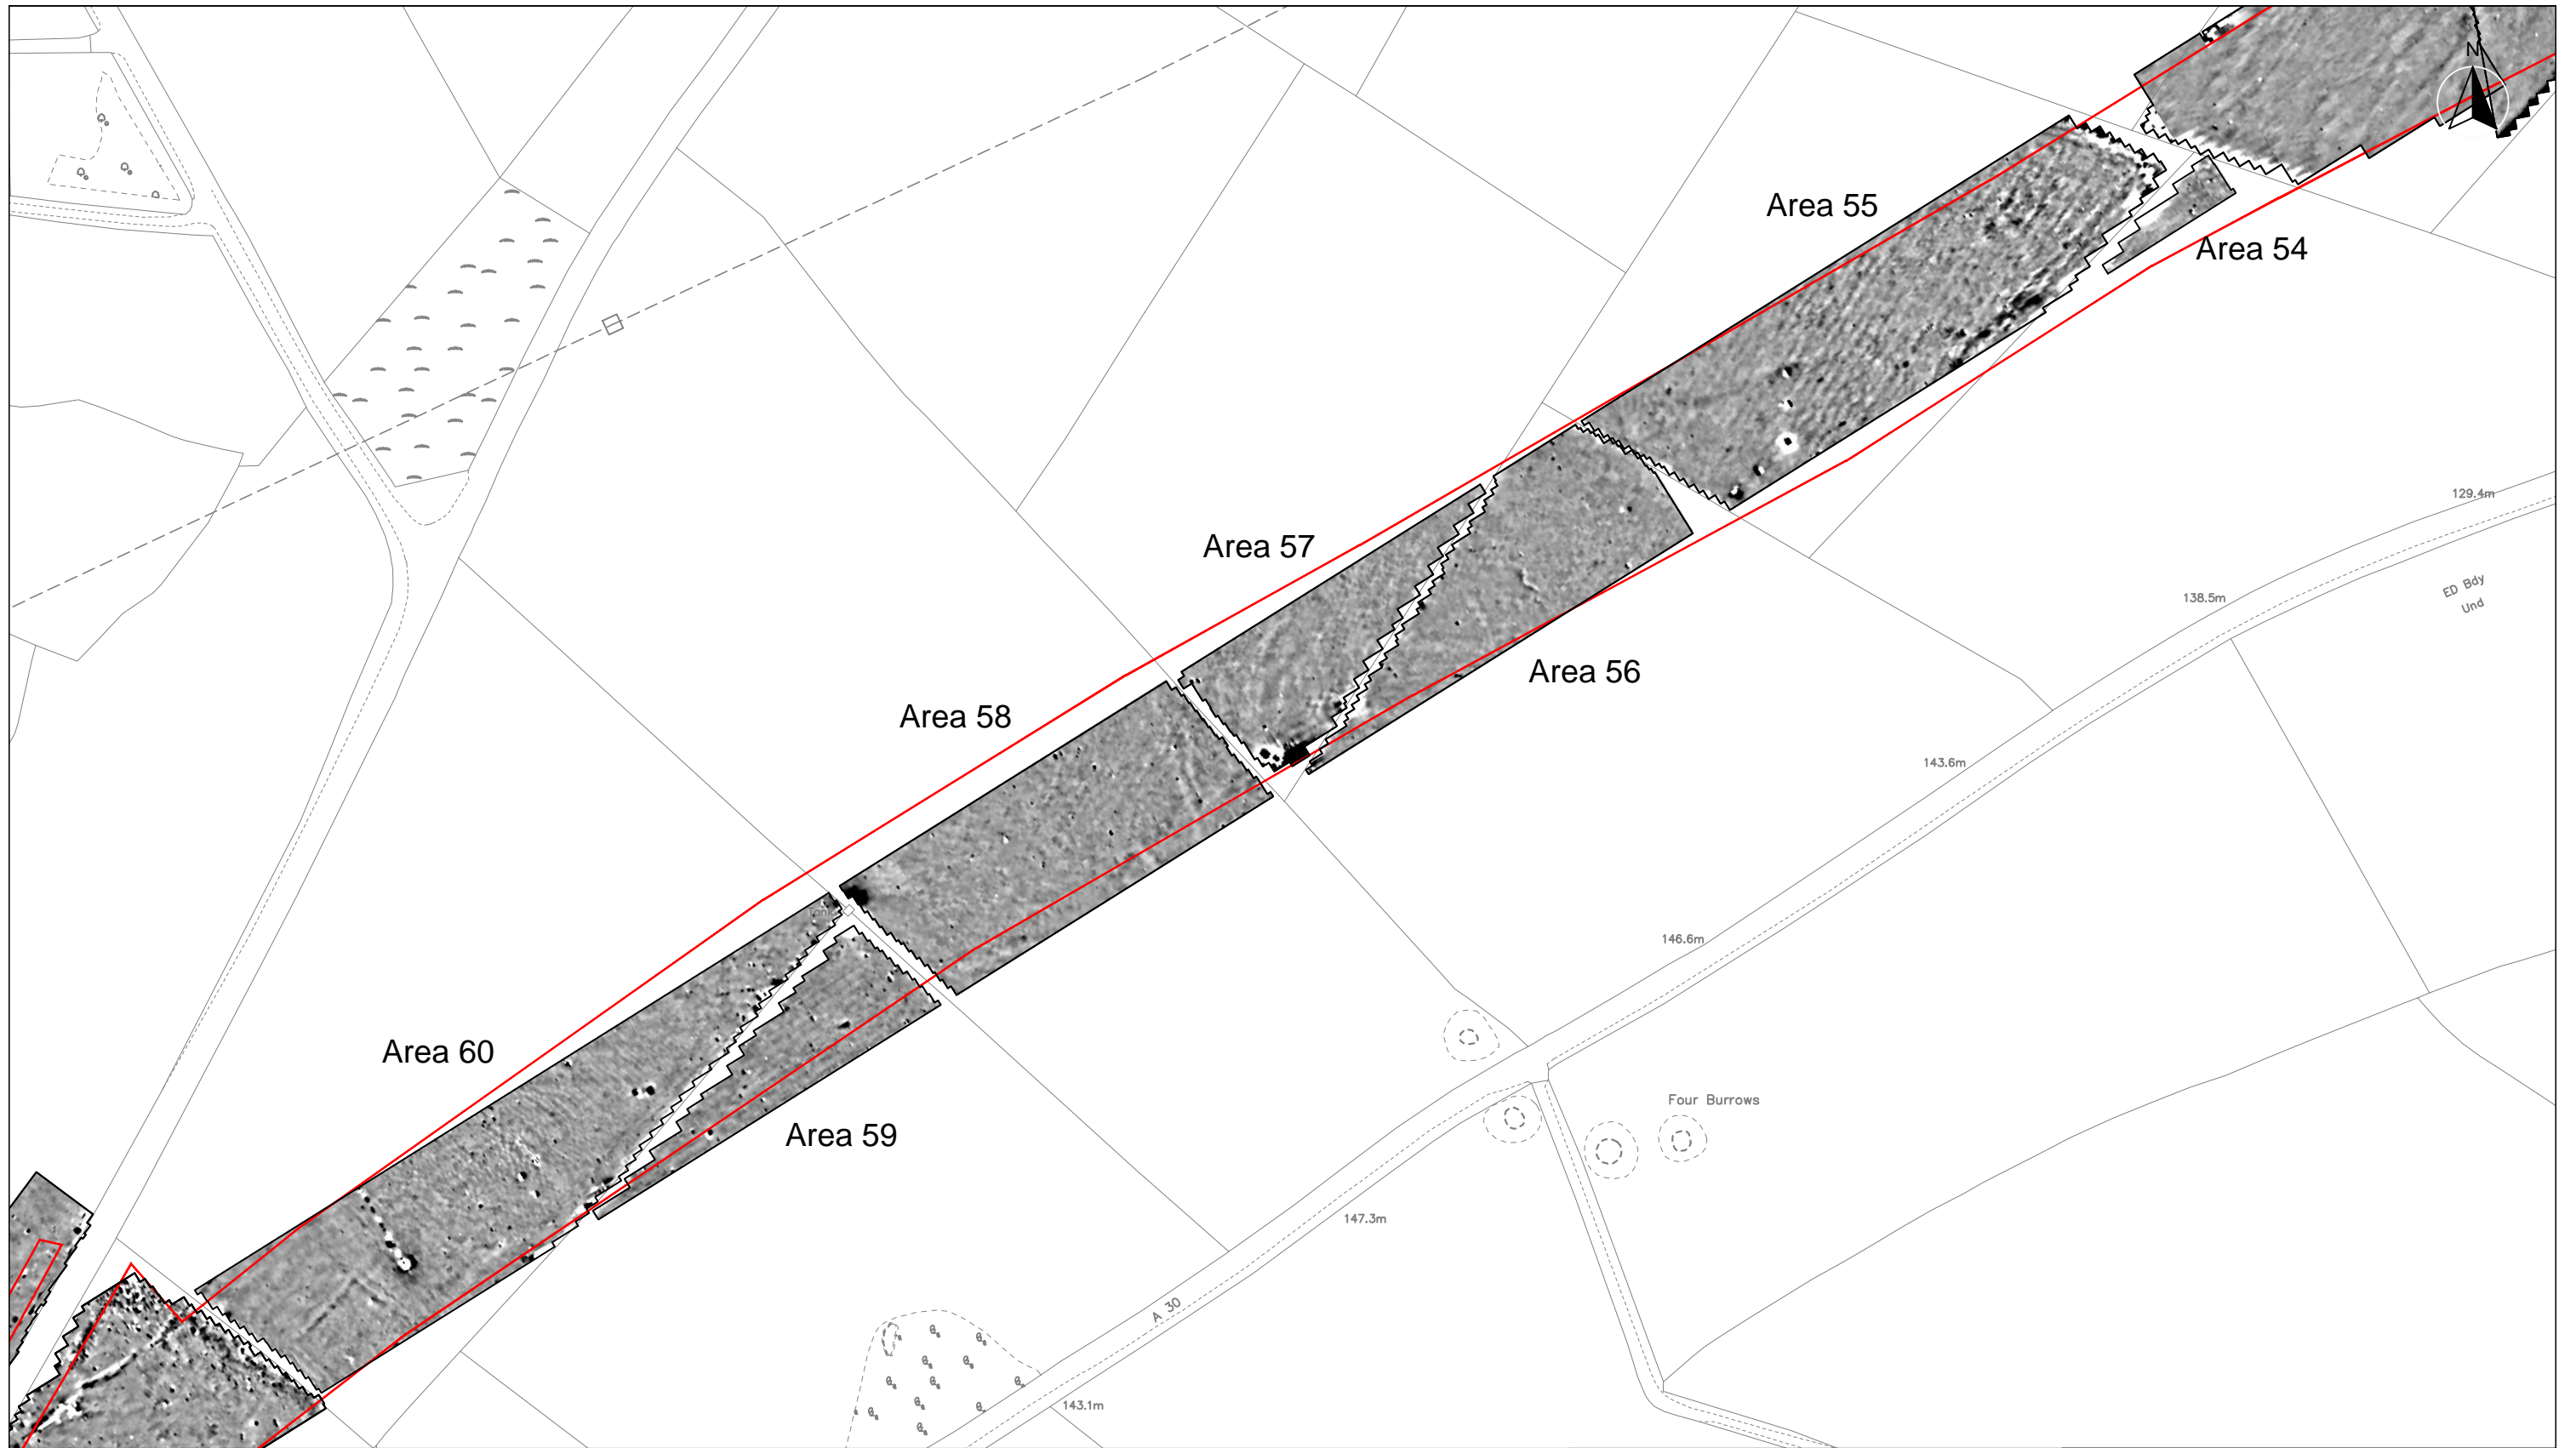 N
Area 55
Area 54
129.4m
Area 57
138.5m
ED Bdy
Und
Area 56
Area 58
143.6m
Tank
146.6m
Area 60
Four Burrows
Area 59
147.3m
A 30
143.1m